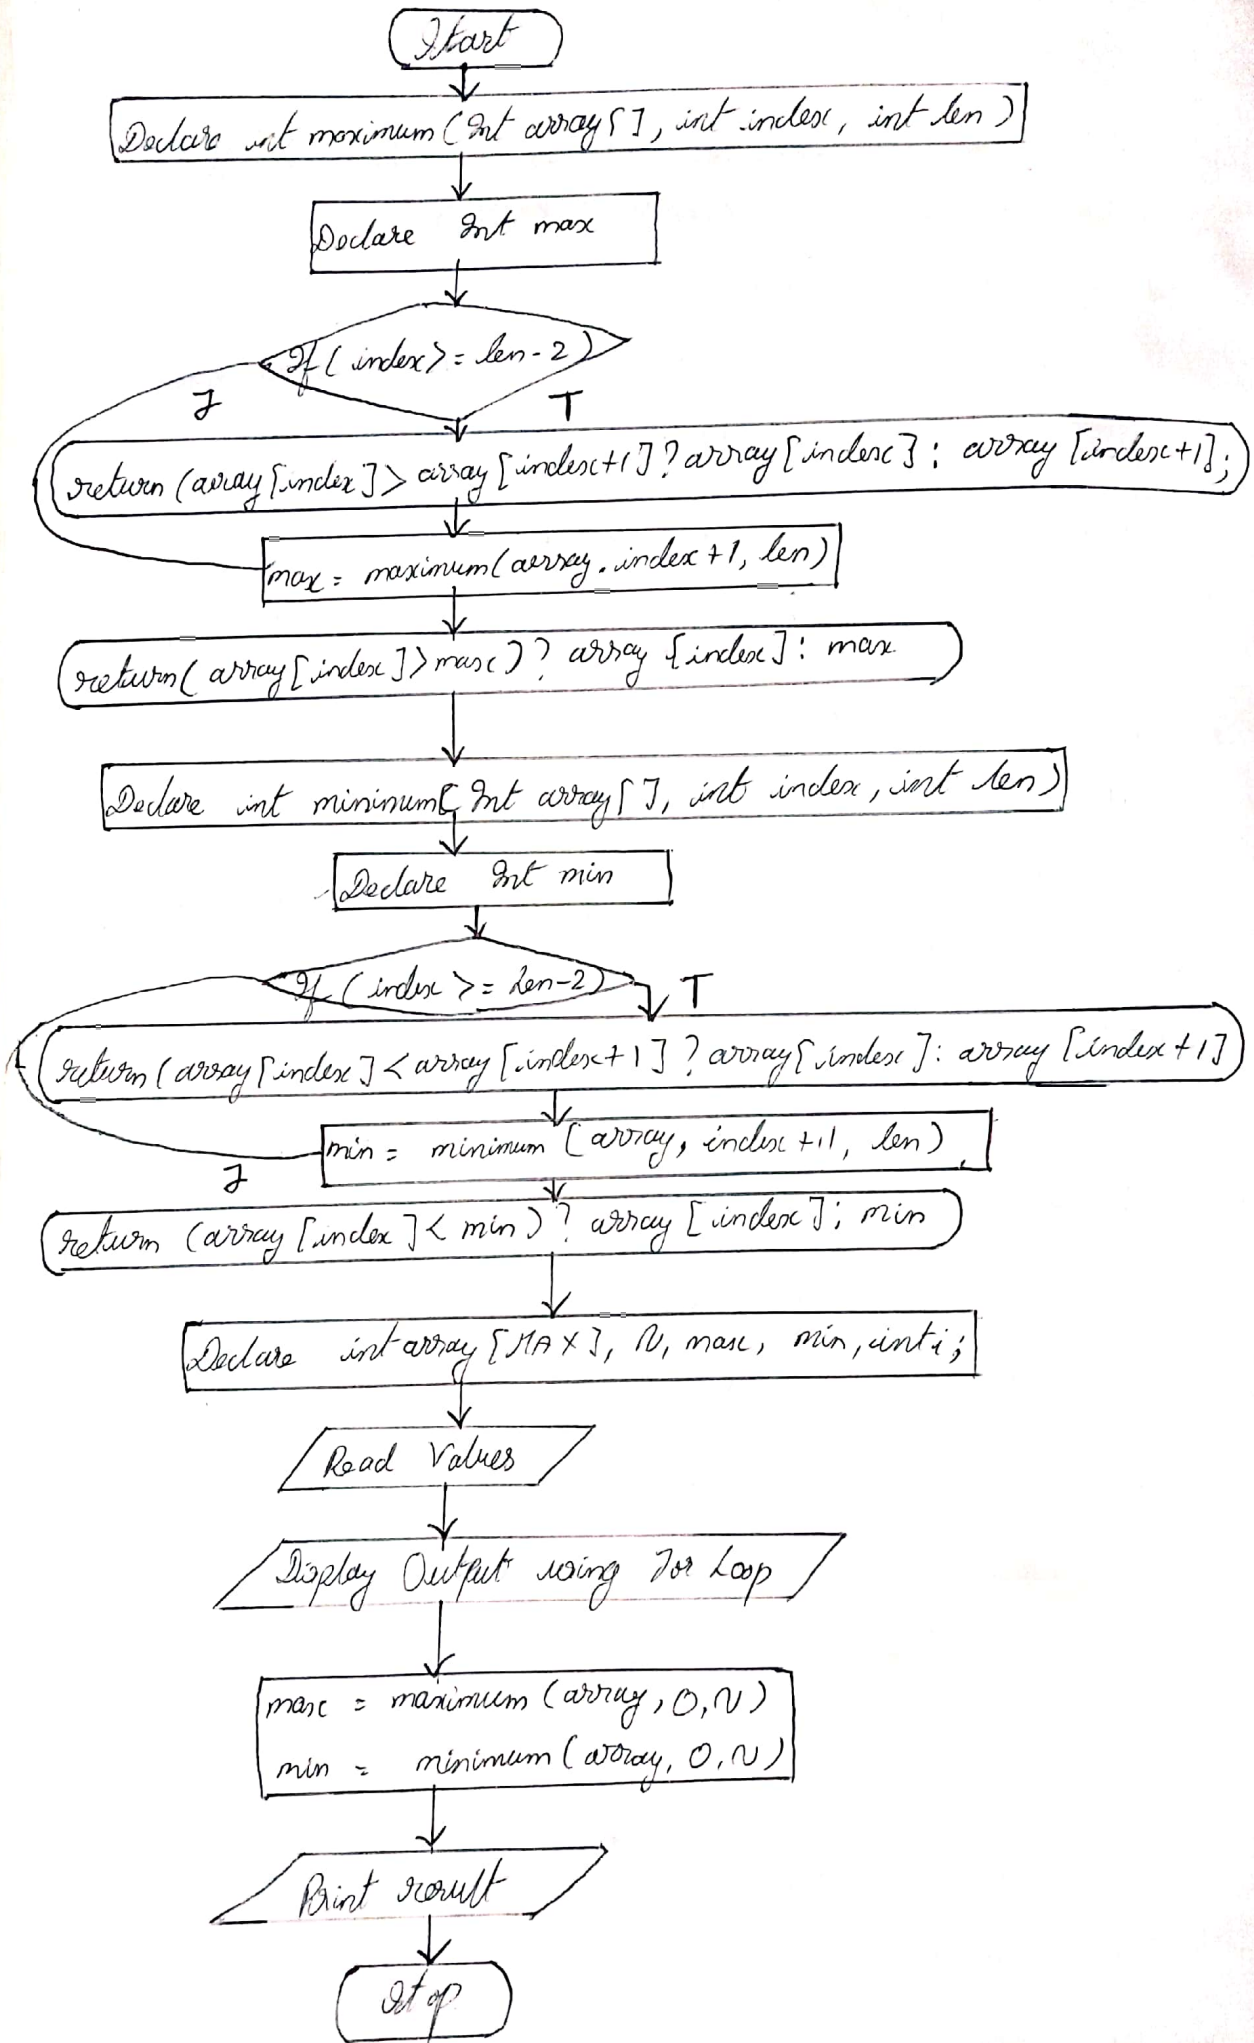 Start
Declare int maximum(Int array[], int index, int len)
Declare Int max
If(index>=len-2)
F
T
return(array[index]>array[index+1]?array[index]: array[index+1];
max = maximum(array.index+1, len)
return(array[index]>max)? array [index]: max
Declare int minimum( Int array[], int index, int len)
Declare Int min
If (index >= Len-2)
T
return(array[index]<array[index+1]?array[index]: array [index+1]
min = minimum (array, index+1, len)
F
return (array[index]< min)? array[index]; min
Declare int array[MAX], N, max, min, int i;
Read Values
Display Output using For Loop
max = maximum(array, 0, N)
min = minimum(array, 0, N)
Print result
Stop